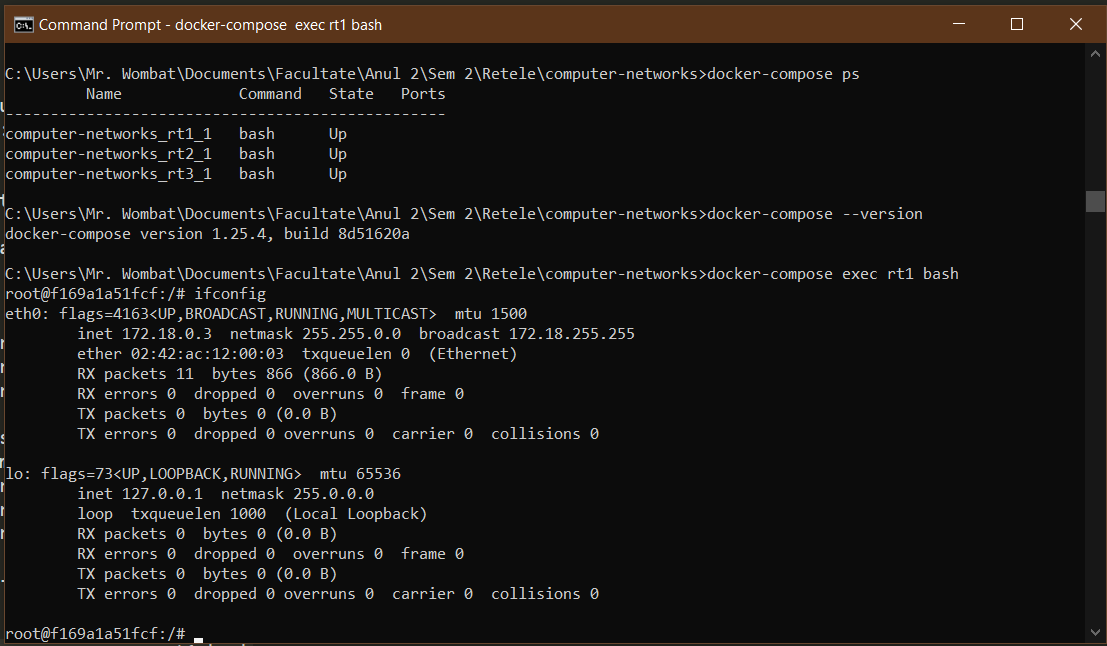 Command Prompt - docker-compose  exec rt1 bash
C:\Users\Mr. Wombat\Documents\Facultate\Anul 2\Sem 2\Retele\computer-networks>docker-compose ps
         Name             Command   State   Ports
-------------------------------------------------
computer-networks_rt1_1   bash      Up
computer-networks_rt2_1   bash      Up
computer-networks_rt3_1   bash      Up
C:\Users\Mr. Wombat\Documents\Facultate\Anul 2\Sem 2\Retele\computer-networks>docker-compose --version
docker-compose version 1.25.4, build 8d51620a
C:\Users\Mr. Wombat\Documents\Facultate\Anul 2\Sem 2\Retele\computer-networks>docker-compose exec rt1 bash
root@f169a1a51fcf:/# ifconfig
eth0: flags=4163<UP,BROADCAST,RUNNING,MULTICAST>  mtu 1500
        inet 172.18.0.3  netmask 255.255.0.0  broadcast 172.18.255.255
        ether 02:42:ac:12:00:03  txqueuelen 0  (Ethernet)
        RX packets 11  bytes 866 (866.0 B)
        RX errors 0  dropped 0  overruns 0  frame 0
        TX packets 0  bytes 0 (0.0 B)
        TX errors 0  dropped 0 overruns 0  carrier 0  collisions 0
lo: flags=73<UP,LOOPBACK,RUNNING>  mtu 65536
        inet 127.0.0.1  netmask 255.0.0.0
        loop  txqueuelen 1000  (Local Loopback)
        RX packets 0  bytes 0 (0.0 B)
        RX errors 0  dropped 0  overruns 0  frame 0
        TX packets 0  bytes 0 (0.0 B)
        TX errors 0  dropped 0 overruns 0  carrier 0  collisions 0
root@f169a1a51fcf:/#